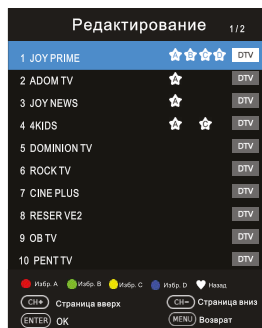 Редактирование 1/2
1 JOY PRIME A B C D DTV
2 ADOM TV A DTV
3 JOY NEWS A DTV
4 4KIDS A C DTV
5 DOMINION TV DTV
6 ROCK TV DTV
7 CINE PLUS DTV
8 RESER VE2 DTV
9 OB TV DTV
10 PENT TV DTV
Избр. A Избр. B Избр. C Избр. D Назад
CH+ Страница вверх CH- Страница вниз
ENTER OK MENU Возврат